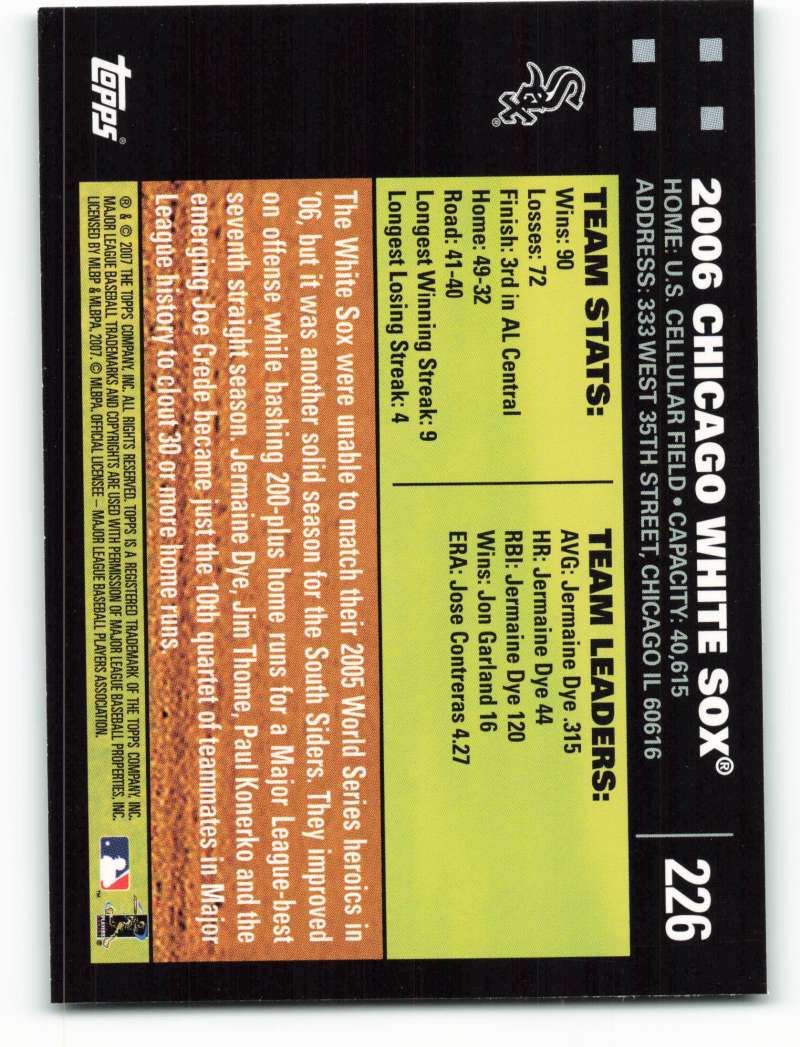 2006 CHICAGO WHITE SOX®
226
HOME: U.S. CELLULAR FIELD • CAPACITY: 40,615
ADDRESS: 333 WEST 35TH STREET, CHICAGO IL 60616
Sox
®
topps®
TEAM STATS:
Wins: 90
Losses: 72
Finish: 3rd in AL Central
Home: 49-32
Road: 41-40
Longest Winning Streak: 9
Longest Losing Streak: 4
TEAM LEADERS:
AVG: Jermaine Dye .315
HR: Jermaine Dye 44
RBI: Jermaine Dye 120
Wins: Jon Garland 16
ERA: Jose Contreras 4.27
The White Sox were unable to match their 2005 World Series heroics in
'06, but it was another solid season for the South Siders. They improved
on offense while bashing 200-plus home runs for a Major League-best
seventh straight season. Jermaine Dye, Jim Thome, Paul Konerko and the
emerging Joe Crede became just the 10th quartet of teammates in Major
League history to clout 30 or more home runs.
® & © 2007 THE TOPPS COMPANY, INC. ALL RIGHTS RESERVED. TOPPS IS A REGISTERED TRADEMARK OF THE TOPPS COMPANY, INC.
MAJOR LEAGUE BASEBALL TRADEMARKS AND COPYRIGHTS ARE USED WITH PERMISSION OF MAJOR LEAGUE BASEBALL PROPERTIES, INC.
LICENSED BY MLBP & MLBPA, 2007. © MLBPA. OFFICIAL LICENSEE – MAJOR LEAGUE BASEBALL PLAYERS ASSOCIATION.